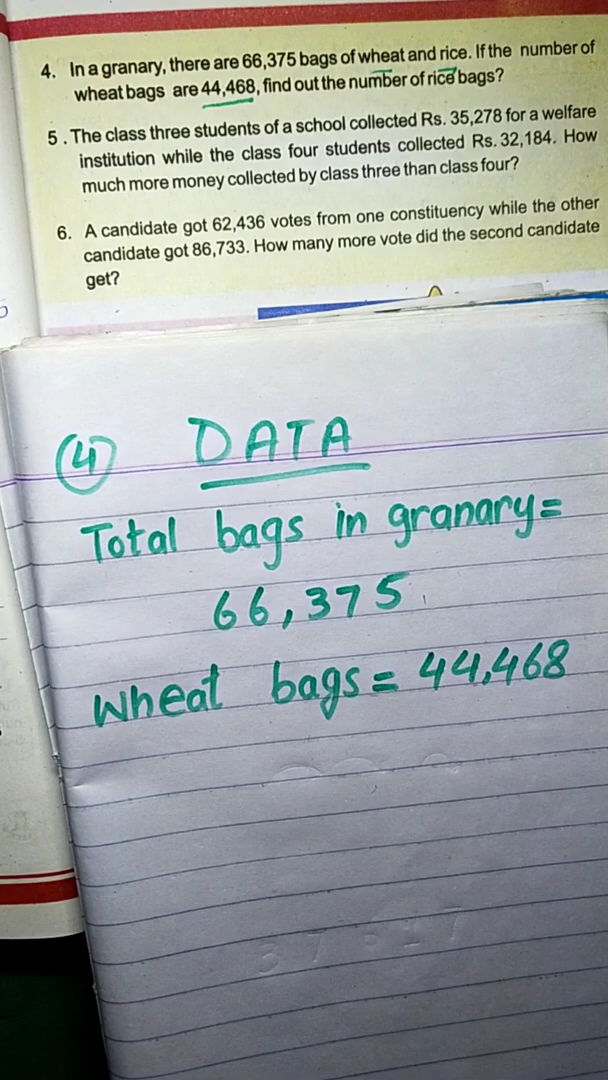 4. In a granary, there are 66,375 bags of wheat and rice. If the number of
wheat bags are 44,468, find out the number of rice bags?
5. The class three students of a school collected Rs. 35,278 for a welfare
institution while the class four students collected Rs. 32,184. How
much more money collected by class three than class four?
6. A candidate got 62,436 votes from one constituency while the other
candidate got 86,733. How many more vote did the second candidate
get?
4 DATA
Total bags in granary=
66,375
Wheat bags = 44,468